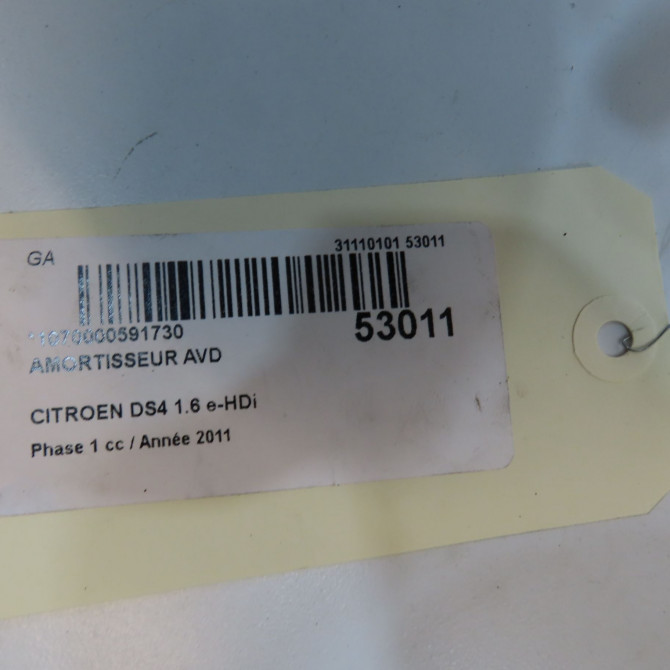 GA
31110101 53011
53011
AMORTISSEUR AVD
CITROEN DS4 1.6 e-HDi
Phase 1 cc / Année 2011